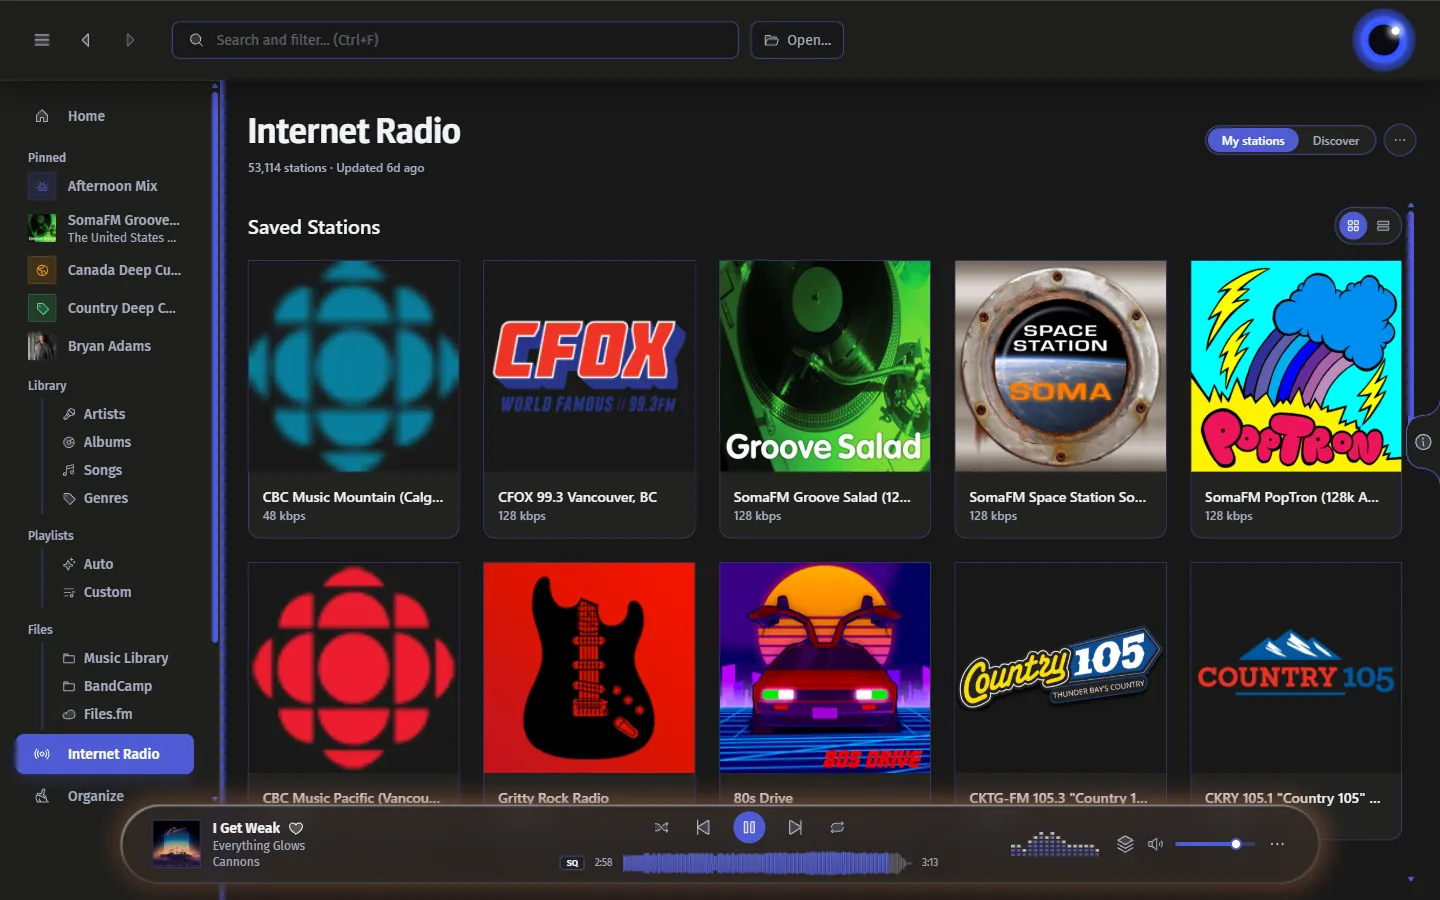 Search and filter... (Ctrl+F)
Open...
Home
Pinned
Afternoon Mix
SomaFM Groove...
The United States ...
Canada Deep Cu...
Country Deep C...
Bryan Adams
Library
Artists
Albums
Songs
Genres
Playlists
Auto
Custom
Files
Music Library
BandCamp
Files.fm
Internet Radio
Organize
Internet Radio
53,114 stations · Updated 6d ago
My stations
Discover
Saved Stations
CFOX
WORLD FAMOUS // 99.3FM
Groove Salad
SPACE
STATION
SOMA
POPTRON
CBC Music Mountain (Calg...
48 kbps
CFOX 99.3 Vancouver, BC
128 kbps
SomaFM Groove Salad (12...
128 kbps
SomaFM Space Station So...
128 kbps
SomaFM PopTron (128k A...
128 kbps
80S DRIVE
Country 105
THUNDER BAY'S COUNTRY
COUNTRY 105
CBC Music Pacific (Vancou...
Gritty Rock Radio
80s Drive
CKTG-FM 105.3 "Country 1...
CKRY 105.1 "Country 105" ...
I Get Weak
Everything Glows
Cannons
SQ
2:58
3:13